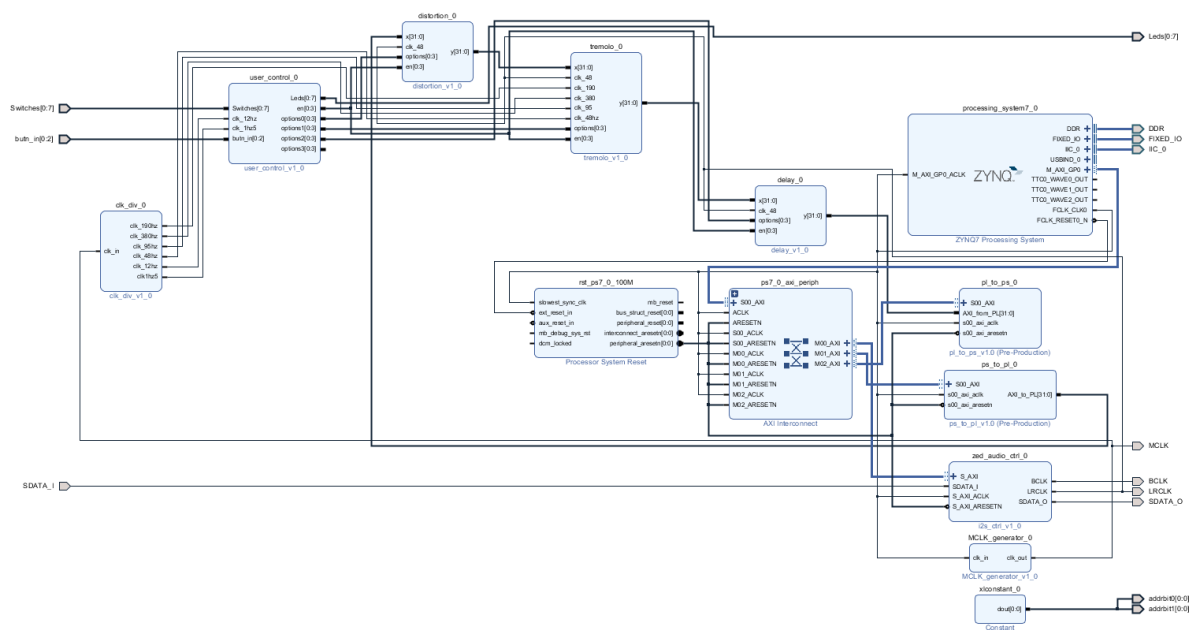 distortion_0
x[31:0]
clk_48
options[0:3]
en[0:3]
y[31:0]
distortion_v1_0
Leds[0:7]
tremolo_0
x[31:0]
clk_48
clk_190
clk_380
clk_95
clk_48hz
options[0:3]
en[0:3]
y[31:0]
tremolo_v1_0
user_control_0
Switches[0:7]
clk_12hz
clk_1hz5
butn_in[0:2]
Leds[0:7]
en[0:3]
options0[0:3]
options1[0:3]
options2[0:3]
options3[0:3]
user_control_v1_0
Switches[0:7]
butn_in[0:2]
processing_system7_0
M_AXI_GP0_ACLK
ZYNQ
DDR
FIXED_IO
IIC_0
USBIND_0
M_AXI_GP0
TTC0_WAVE0_OUT
TTC0_WAVE1_OUT
TTC0_WAVE2_OUT
FCLK_CLK0
FCLK_RESET0_N
ZYNQ7 Processing System
DDR
FIXED_IO
IIC_0
delay_0
x[31:0]
clk_48
options[0:3]
en[0:3]
y[31:0]
delay_v1_0
clk_div_0
clk_in
clk_190hz
clk_380hz
clk_95hz
clk_48hz
clk_12hz
clk1hz5
clk_div_v1_0
rst_ps7_0_100M
slowest_sync_clk
ext_reset_in
aux_reset_in
mb_debug_sys_rst
dcm_locked
mb_reset
bus_struct_reset[0:0]
peripheral_reset[0:0]
interconnect_aresetn[0:0]
peripheral_aresetn[0:0]
Processor System Reset
ps7_0_axi_periph
S00_AXI
ACLK
ARESETN
S00_ACLK
S00_ARESETN
M00_ACLK
M00_ARESETN
M01_ACLK
M01_ARESETN
M02_ACLK
M02_ARESETN
M00_AXI
M01_AXI
M02_AXI
AXI Interconnect
pl_to_ps_0
S00_AXI
AXI_from_PL[31:0]
s00_axi_aclk
s00_axi_aresetn
pl_to_ps_v1.0 (Pre-Production)
ps_to_pl_0
S00_AXI
s00_axi_aclk
s00_axi_aresetn
AXI_to_PL[31:0]
ps_to_pl_v1.0 (Pre-Production)
MCLK
zed_audio_ctrl_0
S_AXI
SDATA_I
S_AXI_ACLK
S_AXI_ARESETN
BCLK
LRCLK
SDATA_O
i2s_ctrl_v1_0
SDATA_I
BCLK
LRCLK
SDATA_O
MCLK_generator_0
clk_in
clk_out
MCLK_generator_v1_0
xlconstant_0
dout[0:0]
Constant
addrbit0[0:0]
addrbit1[0:0]